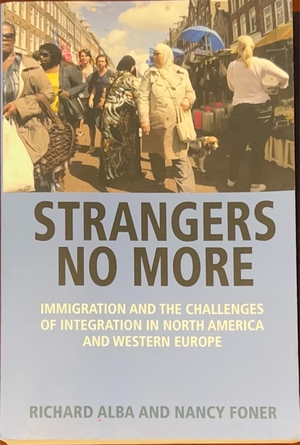 STRANGERS
NO MORE
IMMIGRATION AND THE CHALLENGES
OF INTEGRATION IN NORTH AMERICA
AND WESTERN EUROPE
RICHARD ALBA AND NANCY FONER